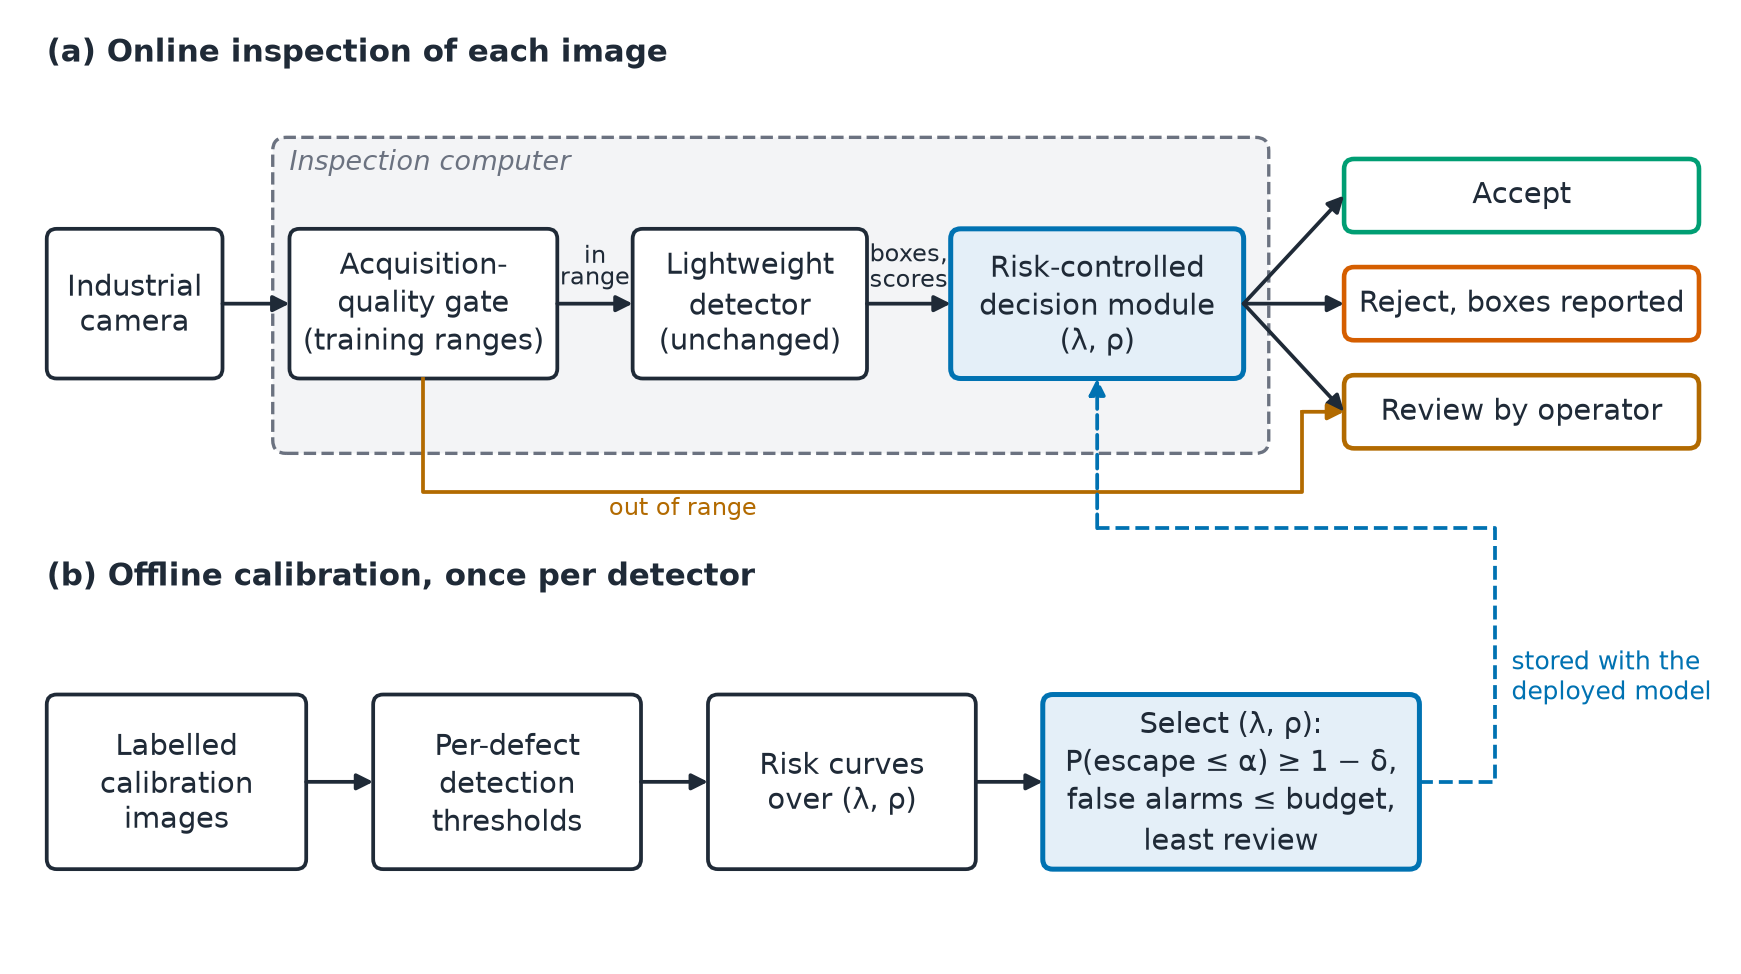 (a) Online inspection of each image
Inspection computer
Industrial
camera
Acquisition-
quality gate
(training ranges)
in
range
Lightweight
detector
(unchanged)
boxes,
scores
Risk-controlled
decision module
(λ, ρ)
Accept
Reject, boxes reported
Review by operator
out of range
(b) Offline calibration, once per detector
stored with the
deployed model
Labelled
calibration
images
Per-defect
detection
thresholds
Risk curves
over (λ, ρ)
Select (λ, ρ):
P(escape ≤ α) ≥ 1 − δ,
false alarms ≤ budget,
least review